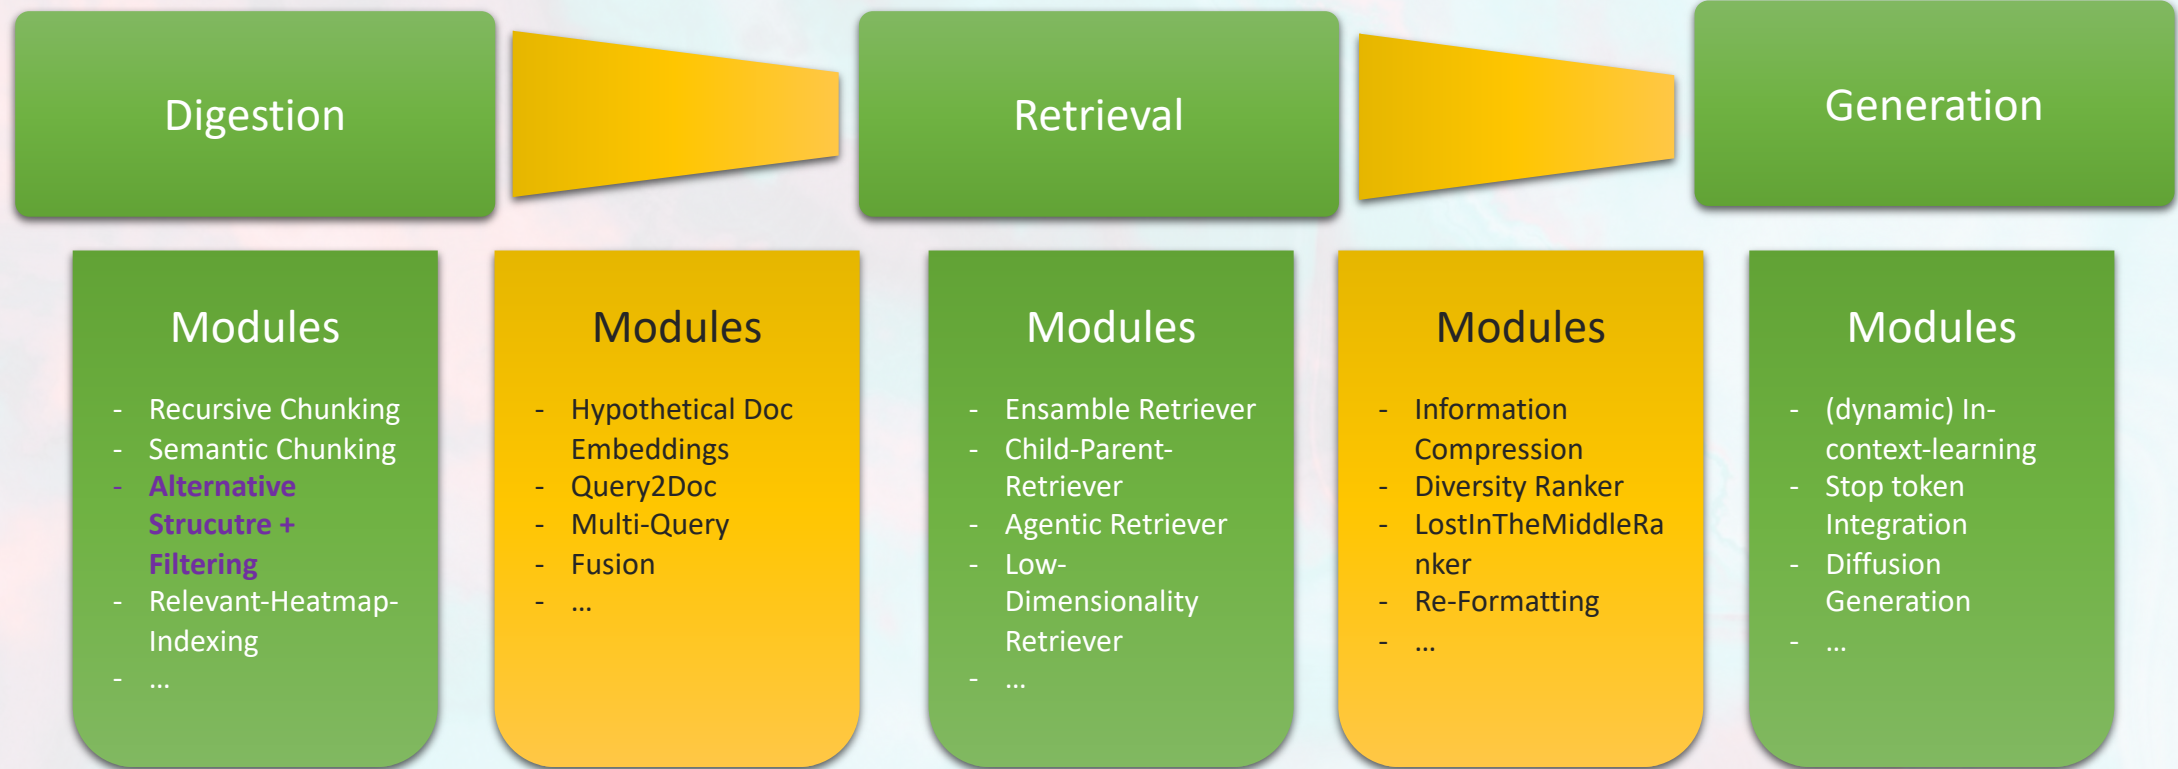 Digestion
Retrieval
Generation
Modules
- Recursive Chunking
- Semantic Chunking
- Alternative
Strucutre +
Filtering
- Relevant-Heatmap-
Indexing
- ...
Modules
- Hypothetical Doc
Embeddings
- Query2Doc
- Multi-Query
- Fusion
- ...
Modules
- Ensamble Retriever
- Child-Parent-
Retriever
- Agentic Retriever
- Low-
Dimensionality
Retriever
- ...
Modules
- Information
Compression
- Diversity Ranker
- LostInTheMiddleRa
nker
- Re-Formatting
- ...
Modules
- (dynamic) In-
context-learning
- Stop token
Integration
- Diffusion
Generation
- ...